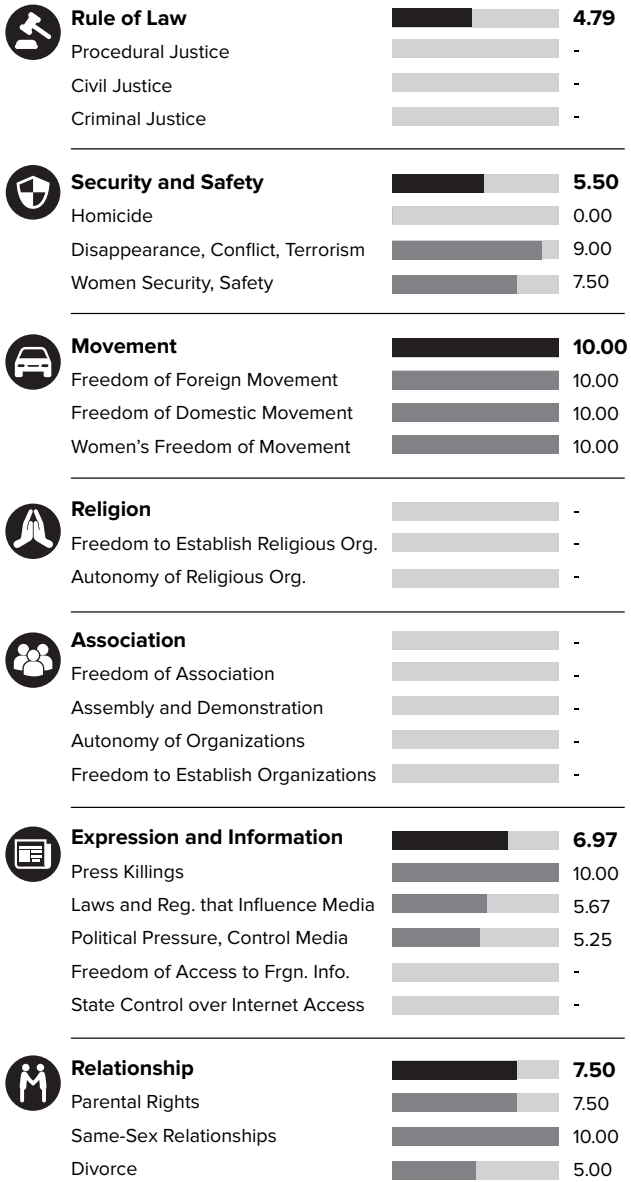 Rule of Law 4.79
Procedural Justice -
Civil Justice -
Criminal Justice -
Security and Safety 5.50
Homicide 0.00
Disappearance, Conflict, Terrorism 9.00
Women Security, Safety 7.50
Movement 10.00
Freedom of Foreign Movement 10.00
Freedom of Domestic Movement 10.00
Women's Freedom of Movement 10.00
Religion -
Freedom to Establish Religious Org. -
Autonomy of Religious Org. -
Association -
Freedom of Association -
Assembly and Demonstration -
Autonomy of Organizations -
Freedom to Establish Organizations -
Expression and Information 6.97
Press Killings 10.00
Laws and Reg. that Influence Media 5.67
Political Pressure, Control Media 5.25
Freedom of Access to Frgn. Info. -
State Control over Internet Access -
Relationship 7.50
Parental Rights 7.50
Same-Sex Relationships 10.00
Divorce 5.00